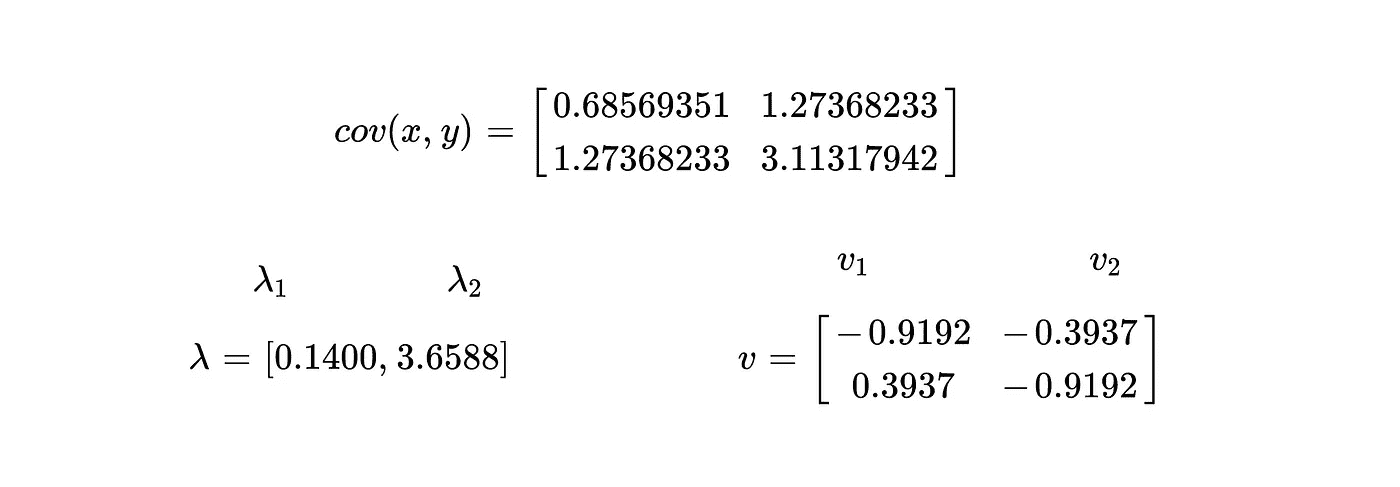 cov(x, y) = [0.68569351 1.27368233
1.27368233 3.11317942]
λ₁ λ₂
λ = [0.1400, 3.6588]
v₁ v₂
v = [−0.9192 −0.3937
0.3937 −0.9192]